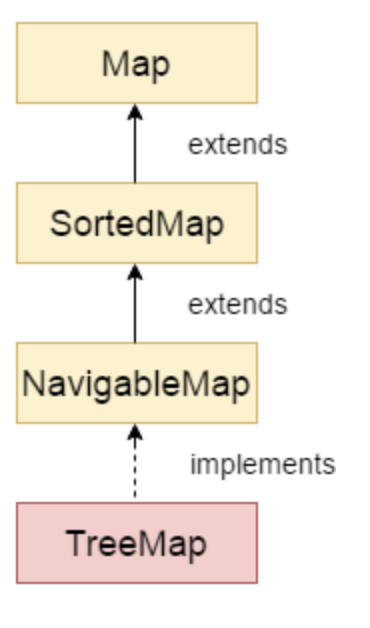 Map
extends
SortedMap
extends
NavigableMap
implements
TreeMap